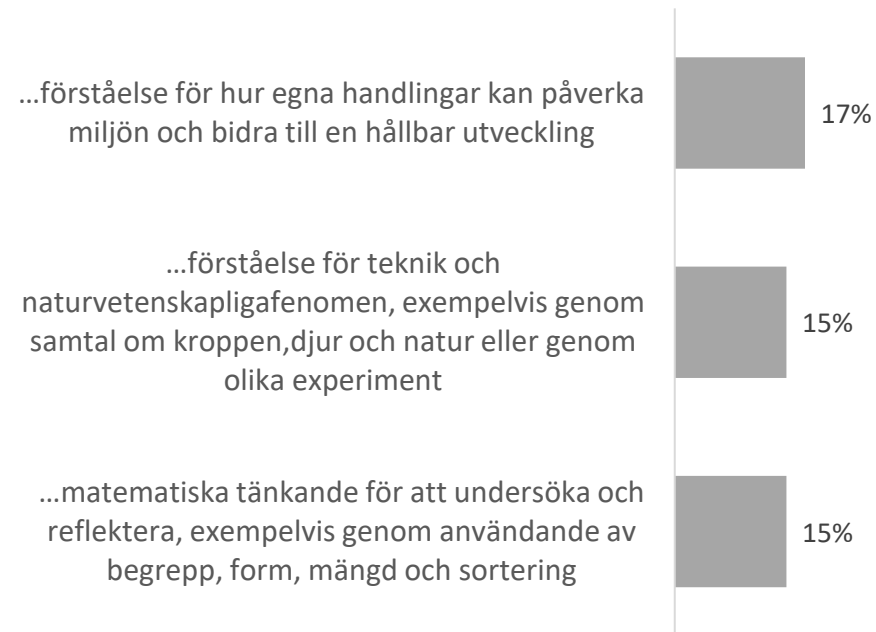 ...förståelse för hur egna handlingar kan påverka
miljön och bidra till en hållbar utveckling
17%
...förståelse för teknik och
naturvetenskapligafenomen, exempelvis genom
samtal om kroppen,djur och natur eller genom
olika experiment
15%
...matematiska tänkande för att undersöka och
reflektera, exempelvis genom användande av
begrepp, form, mängd och sortering
15%